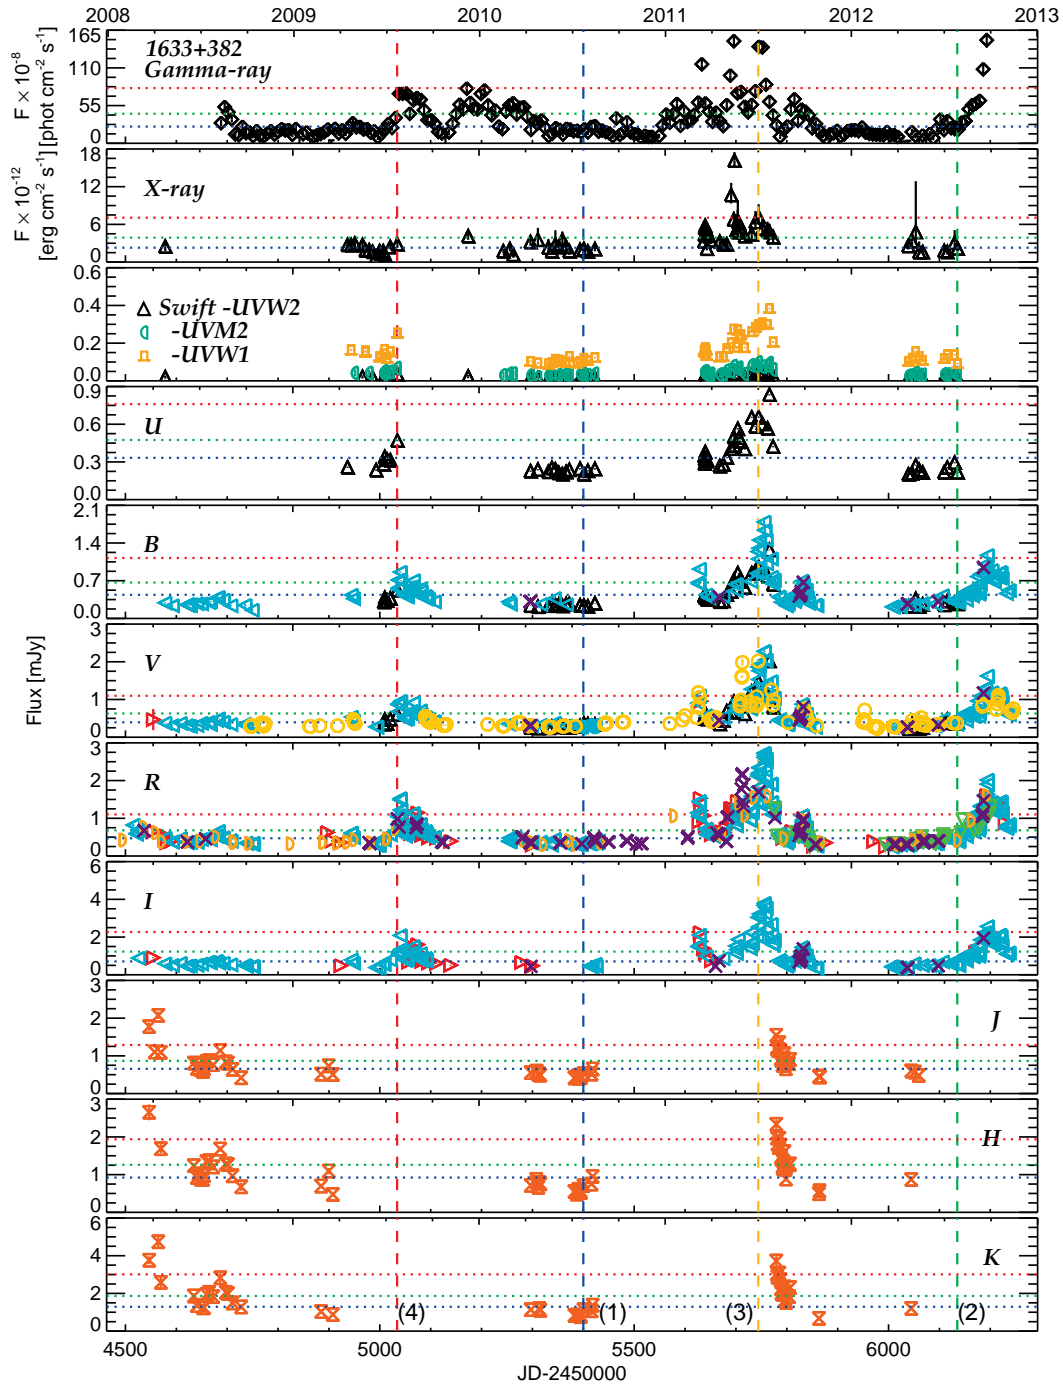 2008 2009 2010 2011 2012 2013
F × 10⁻⁸
[phot cm⁻² s⁻¹]
165
110
55
0
1633+382
Gamma-ray
F × 10⁻¹²
[erg cm⁻² s⁻¹]
18
12
6
0
X-ray
0.6
0.4
0.2
0.0
Swift -UVW2
-UVM2
-UVW1
0.9
0.6
0.3
0.0
U
2.1
1.4
0.7
0.0
B
Flux [mJy]
3
2
1
0
V
3
2
1
0
R
6
4
2
0
I
3
2
1
0
J
3
2
1
0
H
6
4
2
0
K
(4) (1) (3) (2)
4500 5000 5500 6000
JD-2450000